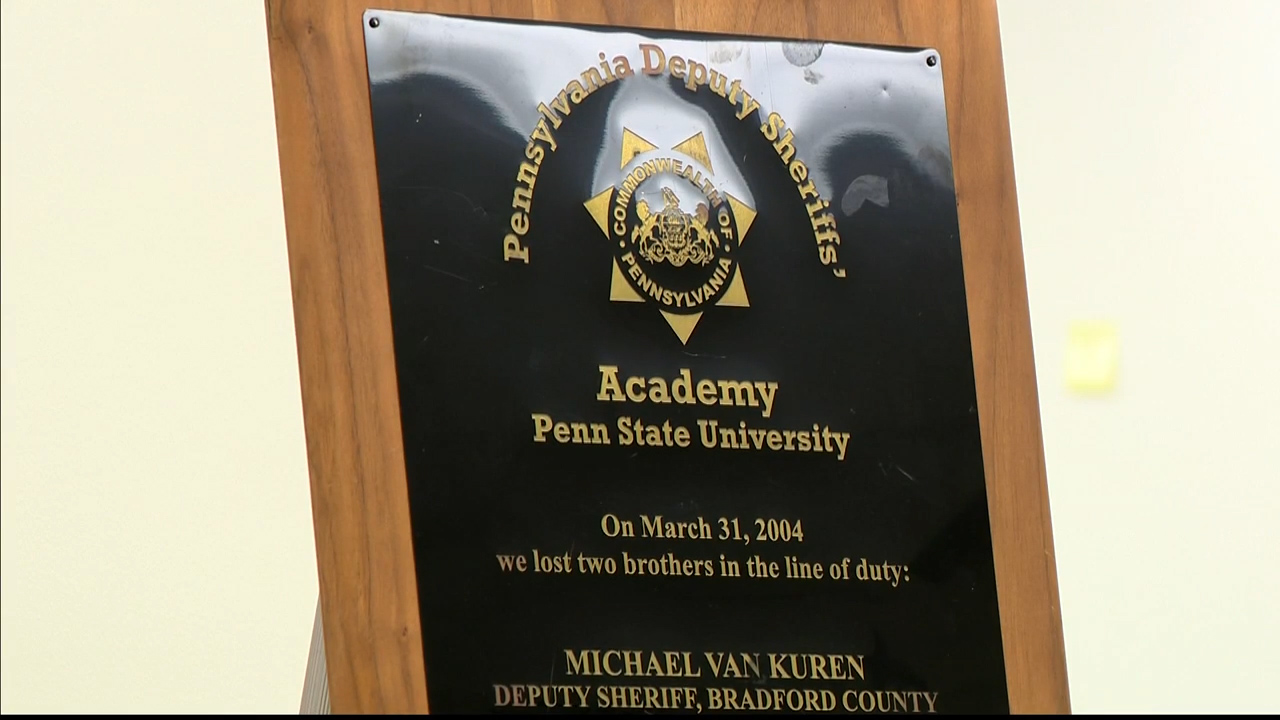 Pennsylvania Deputy Sheriffs'
COMMONWEALTH OF
• PENNSYLVANIA •
Academy
Penn State University
On March 31, 2004
we lost two brothers in the line of duty:
MICHAEL VAN KUREN
DEPUTY SHERIFF, BRADFORD COUNTY